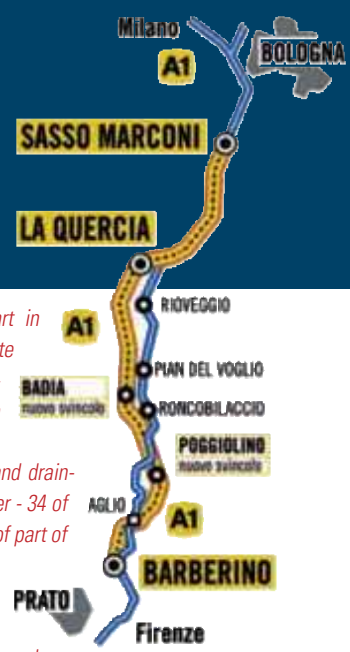 Milano
BOLOGNA
A1
SASSO MARCONI
LA QUERCIA
RIOVEGGIO
rt in
A1
te
PIAN DEL VOGLIO
BADIA
nuovo svincolo
RONCOBILACCIO
POGGIOLINO
nuovo svincolo
and drain-
er - 34 of
AGLIO
A1
of part of
BARBERINO
PRATO
Firenze